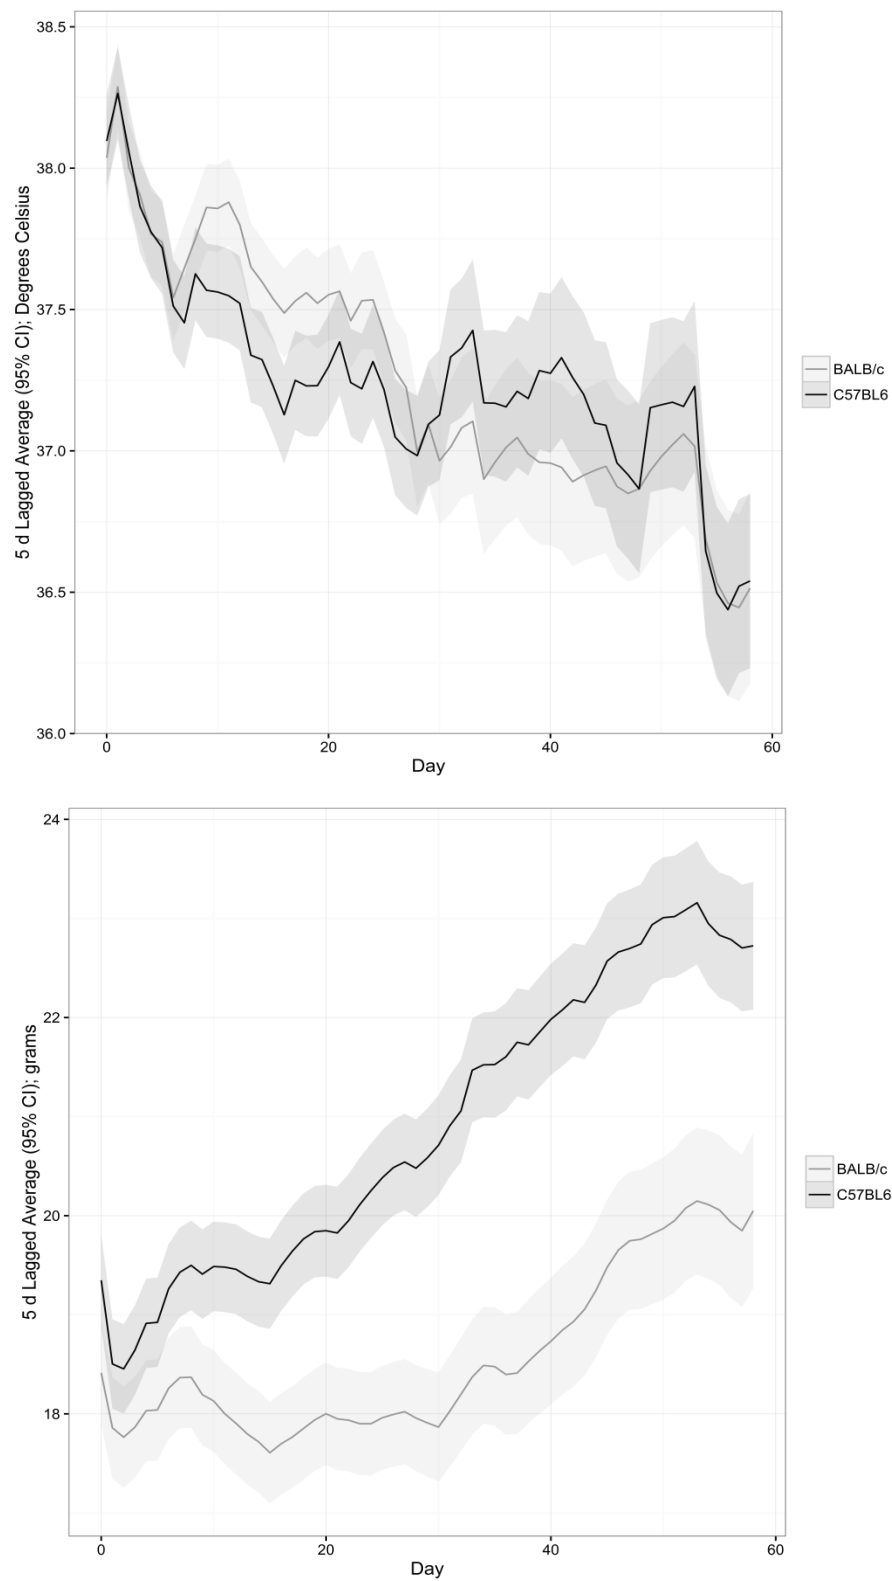 38.5
38.0
37.5
37.0
36.5
36.0
5 d Lagged Average (95% CI); Degrees Celsius
0 20 40 60
Day
BALB/c
C57BL6
24
22
20
18
5 d Lagged Average (95% CI); grams
0 20 40 60
Day
BALB/c
C57BL6